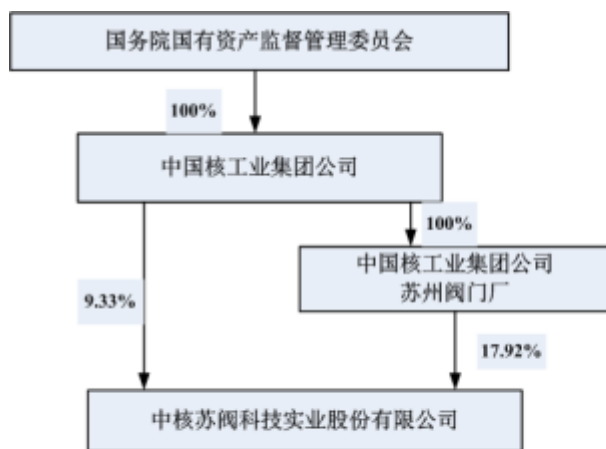 国务院国有资产监督管理委员会
100%
中国核工业集团公司
100%
中国核工业集团公司
苏州阀门厂
9.33%
17.92%
中核苏阀科技实业股份有限公司